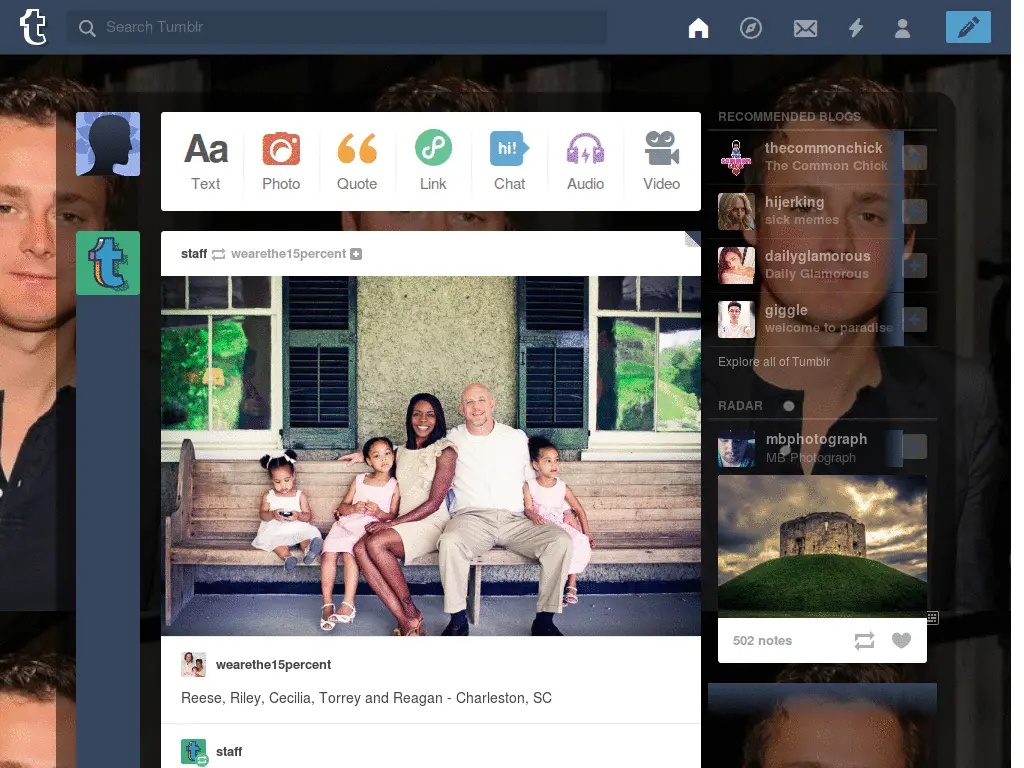 Search Tumblr
Aa
hi!
Text
Photo
Quote
Link
Chat
Audio
Video
staff wearethe15percent
wearethe15percent
Reese, Riley, Cecilia, Torrey and Reagan - Charleston, SC
staff
RECOMMENDED BLOGS
thecommonchick
The Common Chick
hijerking
sick memes
dailyglamorous
Daily Glamorous
giggle
welcome to paradise
Explore all of Tumblr
RADAR
mbphotograph
MB Photograph
502 notes